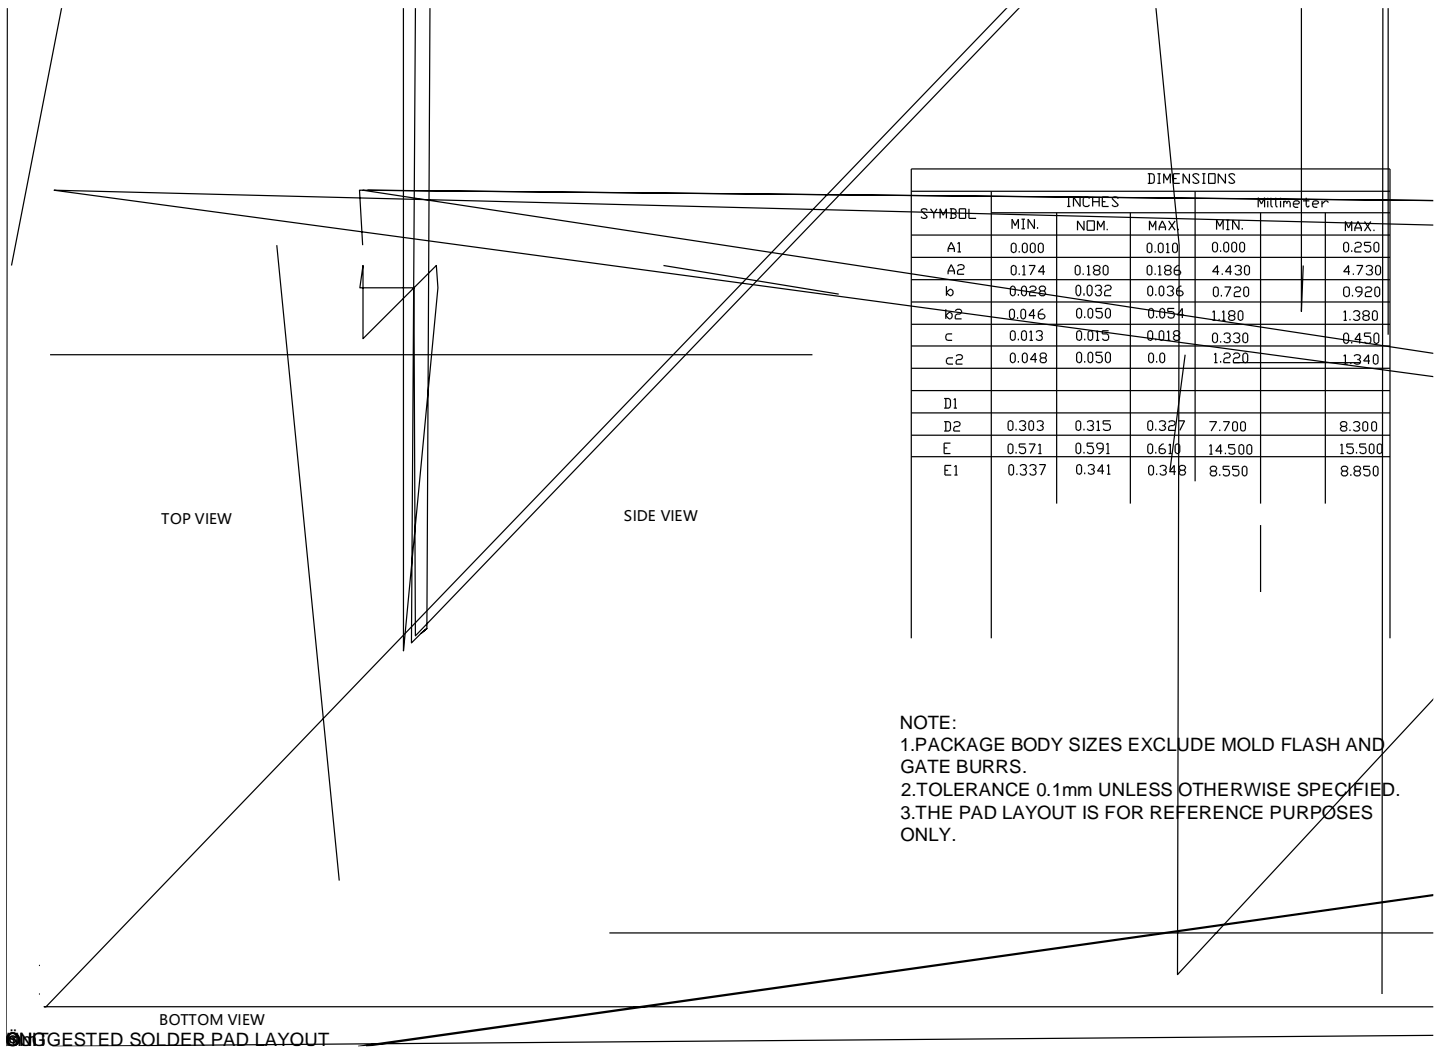 DIMENSIONS
SYMBOL INCHES Millimeter
MIN. NOM. MAX. MIN. MAX.
A1 0.000 0.010 0.000 0.250
A2 0.174 0.180 0.186 4.430 4.730
b 0.028 0.032 0.036 0.720 0.920
b2 0.046 0.050 0.054 1.180 1.380
c 0.013 0.015 0.018 0.330 0.450
c2 0.048 0.050 0.0 1.220 1.340
D1
D2 0.303 0.315 0.327 7.700 8.300
E 0.571 0.591 0.610 14.500 15.500
E1 0.337 0.341 0.348 8.550 8.850
TOP VIEW
SIDE VIEW
NOTE:
1.PACKAGE BODY SIZES EXCLUDE MOLD FLASH AND
GATE BURRS.
2.TOLERANCE 0.1mm UNLESS OTHERWISE SPECIFIED.
3.THE PAD LAYOUT IS FOR REFERENCE PURPOSES
ONLY.
BOTTOM VIEW
SOLDER PAD LAYOUT